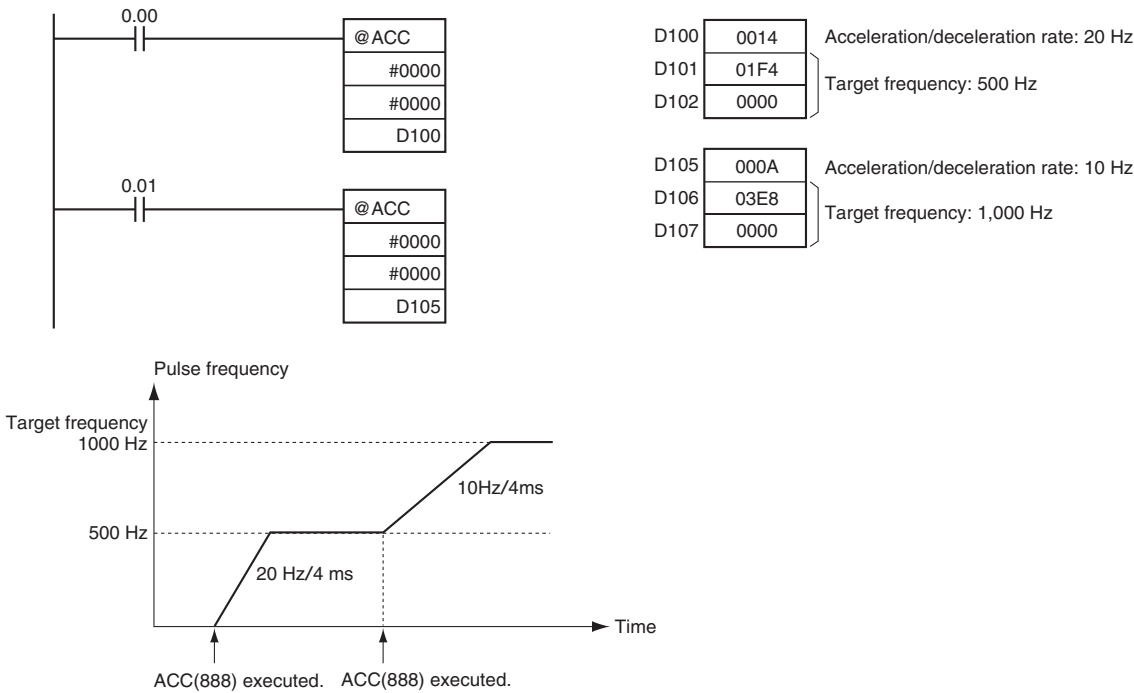 0.00
@ACC
#0000
#0000
D100
0.01
@ACC
#0000
#0000
D105
D100 0014 Acceleration/deceleration rate: 20 Hz
D101 01F4 Target frequency: 500 Hz
D102 0000
D105 000A Acceleration/deceleration rate: 10 Hz
D106 03E8 Target frequency: 1,000 Hz
D107 0000
Pulse frequency
Target frequency
1000 Hz
10Hz/4ms
500 Hz
20 Hz/4 ms
Time
ACC(888) executed. ACC(888) executed.